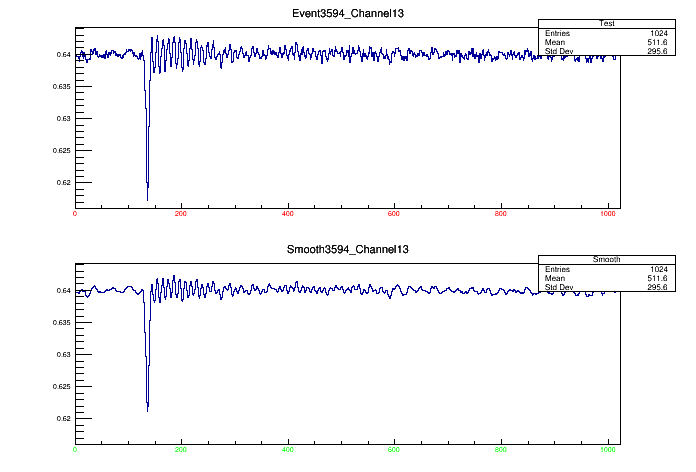 Event3594_Channel13
Test
Entries 1024
Mean 511.6
Std Dev 295.6
0.64
0.635
0.63
0.625
0.62
0 200 400 600 800 1000
Smooth3594_Channel13
Smooth
Entries 1024
Mean 511.6
Std Dev 295.6
0.64
0.635
0.63
0.625
0.62
0 200 400 600 800 1000